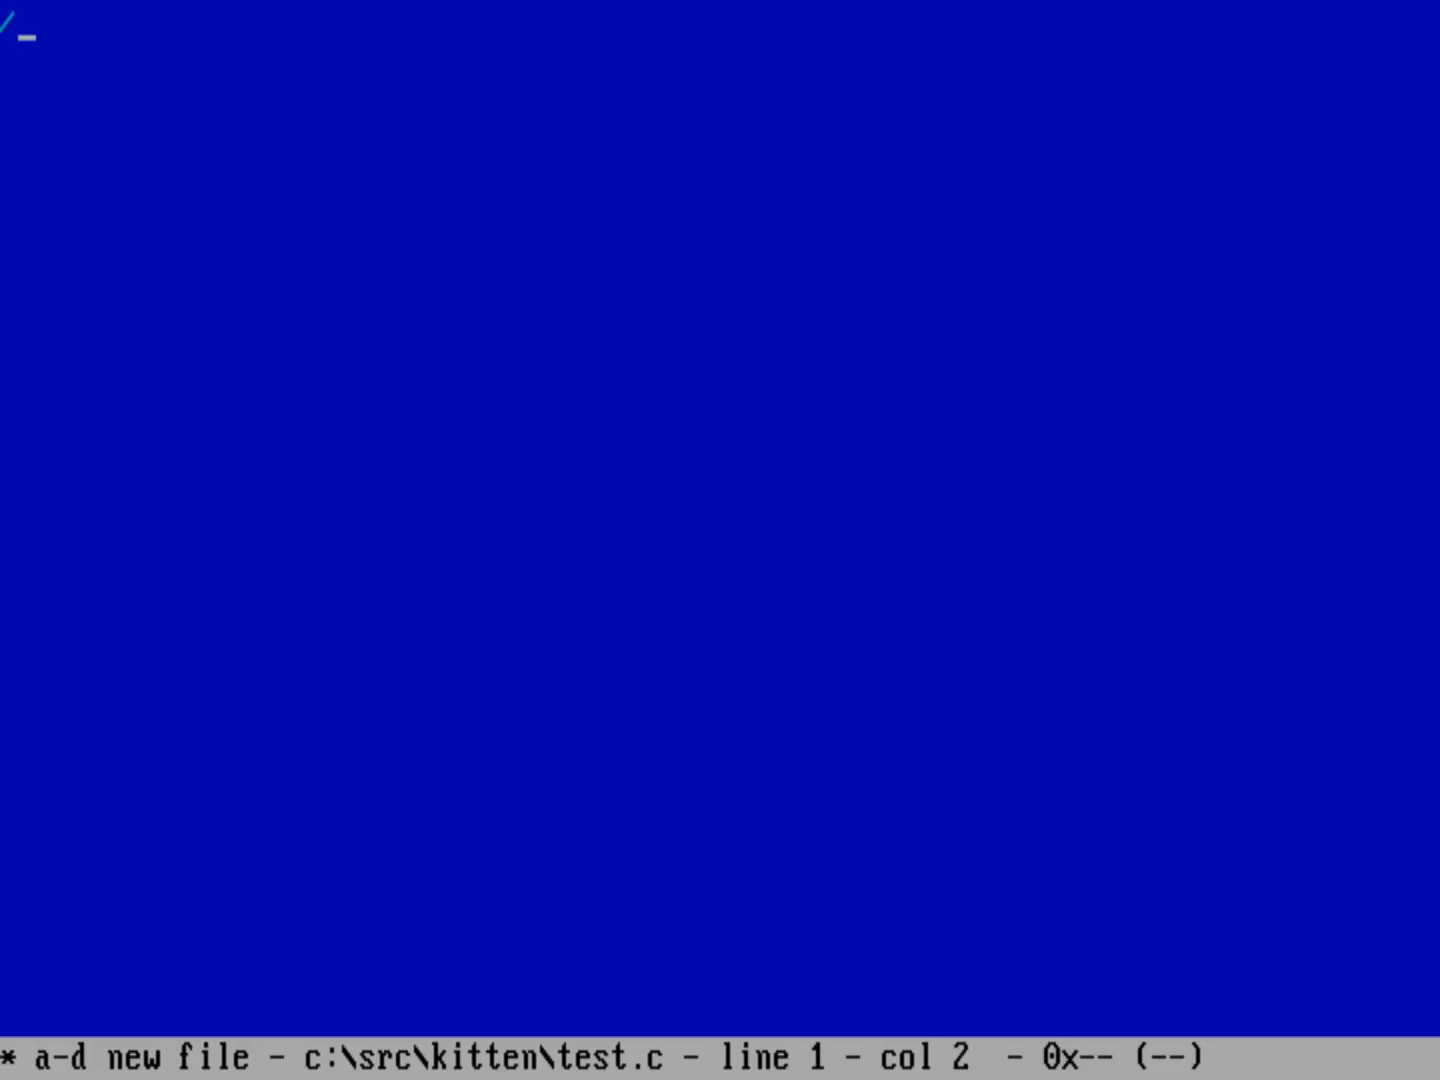 /_
* a-d new file - c:\src\kitten\test.c - line 1 - col 2  - 0x-- (--)